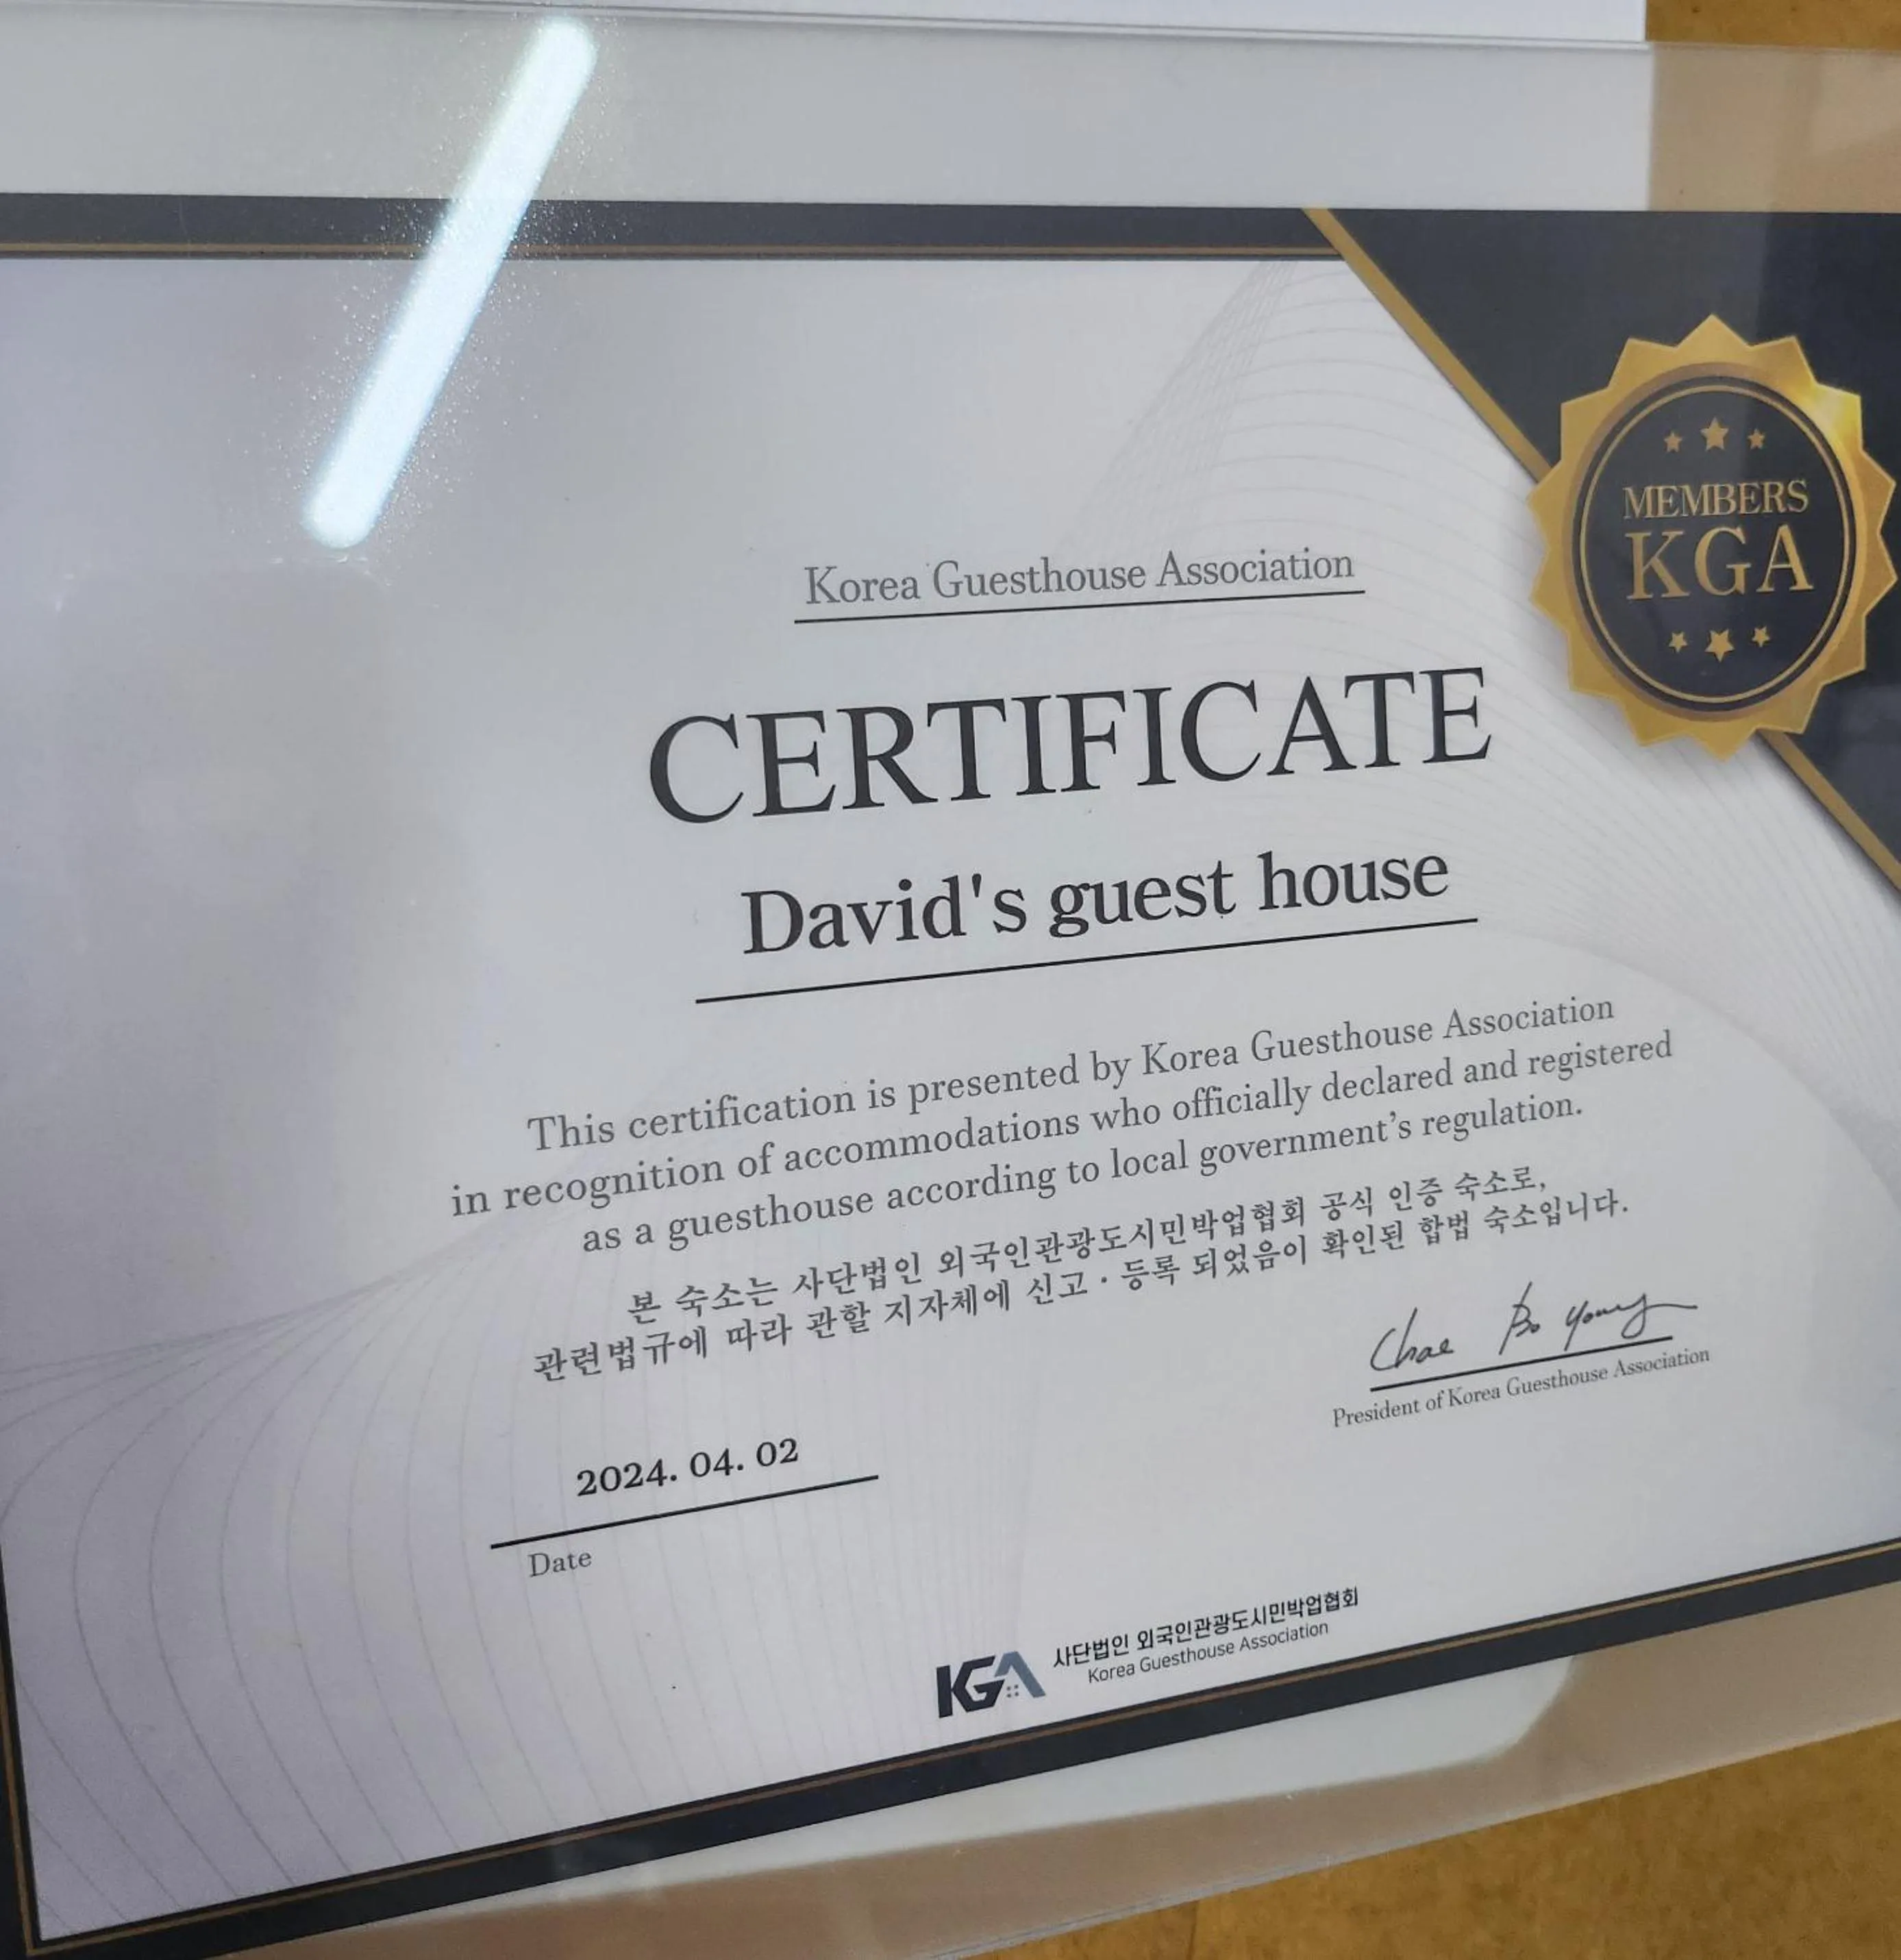 MEMBERS
KGA
Korea Guesthouse Association
CERTIFICATE
David's guest house
This certification is presented by Korea Guesthouse Association
in recognition of accommodations who officially declared and registered
as a guesthouse according to local government's regulation.
본 숙소는 사단법인 외국인관광도시민박업협회 공식 인증 숙소로,
관련법규에 따라 관할 지자체에 신고 · 등록 되었음이 확인된 합법 숙소입니다.
Chae Bo Young
President of Korea Guesthouse Association
2024. 04. 02
Date
KGA
사단법인 외국인관광도시민박업협회
Korea Guesthouse Association